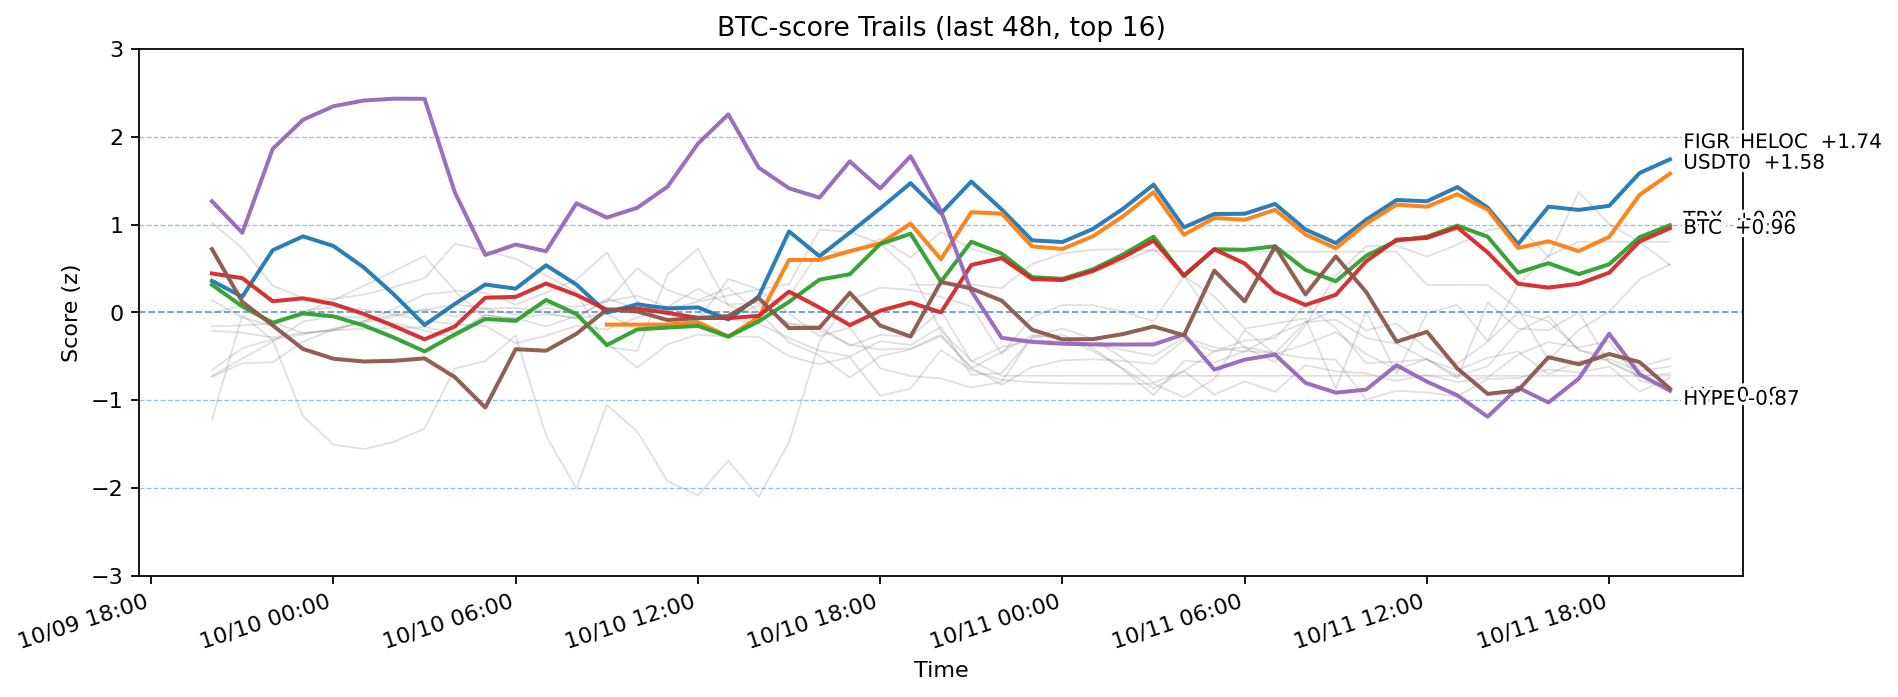 BTC-score Trails (last 48h, top 16)
3
2
1
0
−1
−2
−3
Score (z)
FIGR_HELOC +1.74
USDT0 +1.58
BTC +0.96
HYPE -0.87
10/09 18:00
10/10 00:00
10/10 06:00
10/10 12:00
10/10 18:00
10/11 00:00
10/11 06:00
10/11 12:00
10/11 18:00
Time